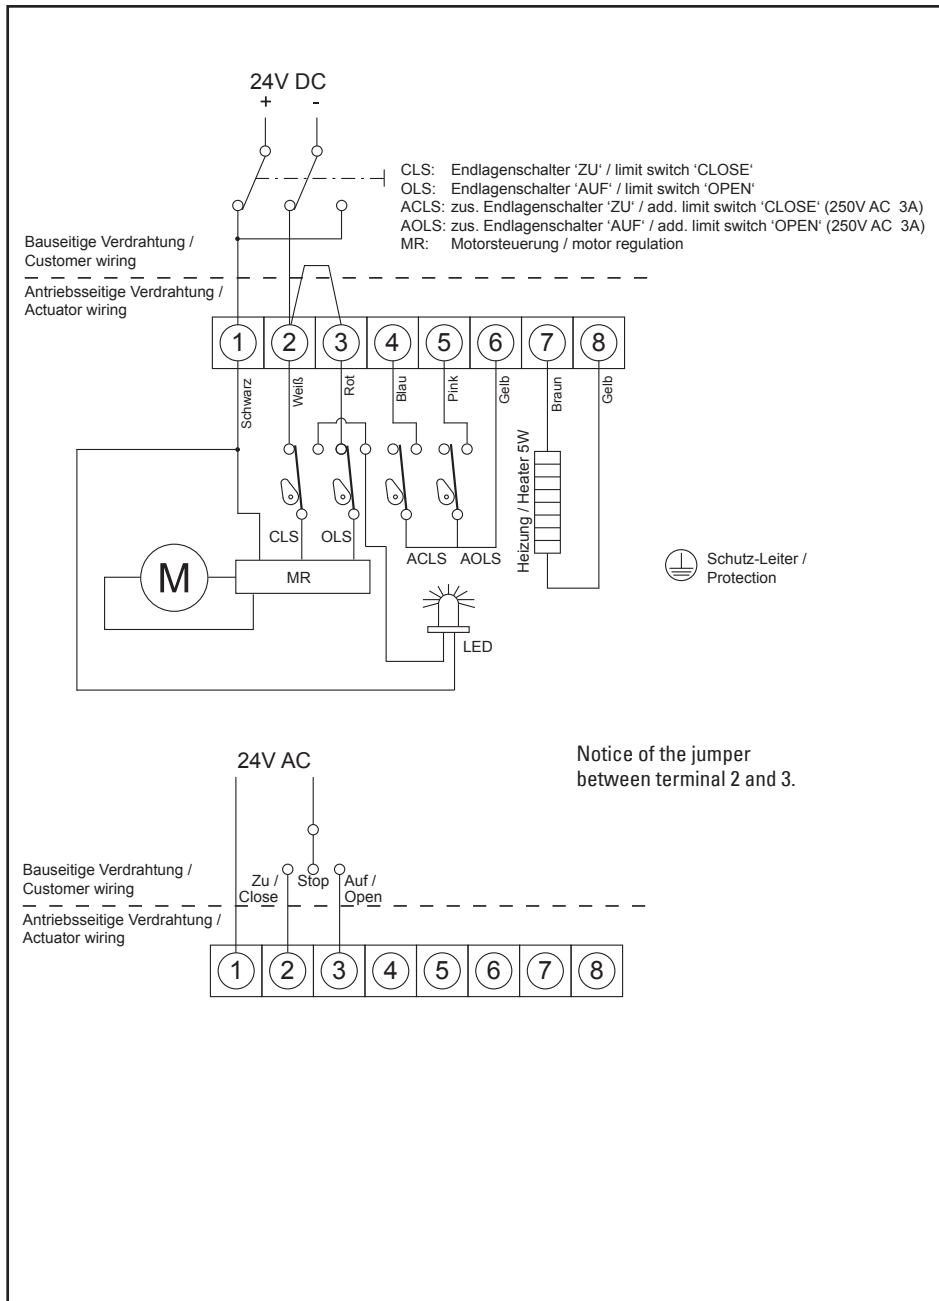 24V DC
+ -
CLS: Endlagenschalter 'ZU' / limit switch 'CLOSE'
OLS: Endlagenschalter 'AUF' / limit switch 'OPEN'
ACLS: zus. Endlagenschalter 'ZU' / add. limit switch 'CLOSE' (250V AC 3A)
AOLS: zus. Endlagenschalter 'AUF' / add. limit switch 'OPEN' (250V AC 3A)
MR: Motorsteuerung / motor regulation
Bauseitige Verdrahtung /
Customer wiring
Antriebsseitige Verdrahtung /
Actuator wiring
1 2 3 4 5 6 7 8
Schwarz
Weiß
Rot
Blau
Pink
Gelb
Braun
Gelb
Heizung / Heater 5W
CLS OLS
ACLS AOLS
M
MR
LED
Schutz-Leiter /
Protection
24V AC
Notice of the jumper
between terminal 2 and 3.
Bauseitige Verdrahtung /
Customer wiring
Zu /
Close
Stop
Auf /
Open
Antriebsseitige Verdrahtung /
Actuator wiring
1 2 3 4 5 6 7 8